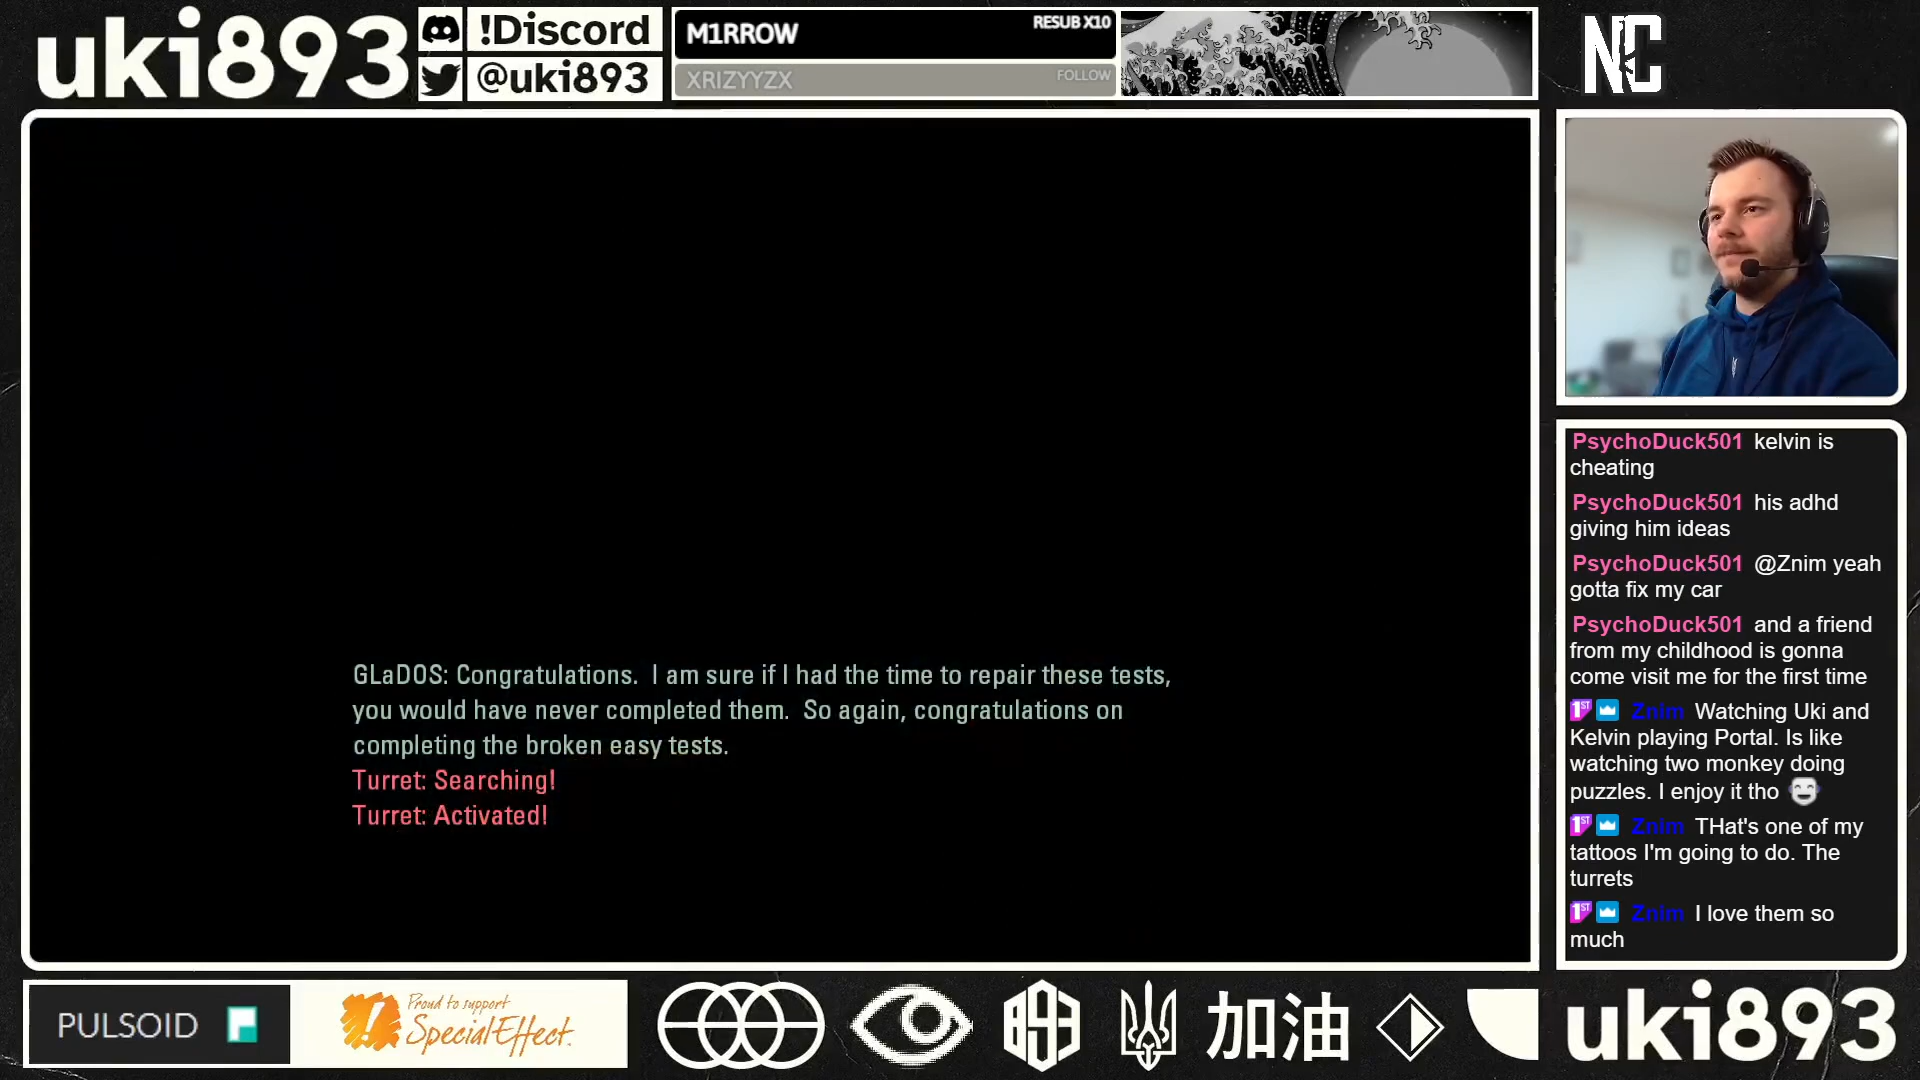 uki893
!Discord
@uki893
M1RROW
RESUB X10
XRIZYYZX
FOLLOW
NC
GLaDOS: Congratulations.  I am sure if I had the time to repair these tests,
you would have never completed them.  So again, congratulations on
completing the broken easy tests.
Turret: Searching!
Turret: Activated!
PsychoDuck501 kelvin is
cheating
PsychoDuck501 his adhd
giving him ideas
PsychoDuck501 @Znim yeah
gotta fix my car
PsychoDuck501 and a friend
from my childhood is gonna
come visit me for the first time
1ST Znim Watching Uki and
Kelvin playing Portal. Is like
watching two monkey doing
puzzles. I enjoy it tho
1ST Znim THat's one of my
tattoos I'm going to do. The
turrets
1ST Znim I love them so
much
PULSOID
Proud to support
SpecialEffect.
893
加油
uki893